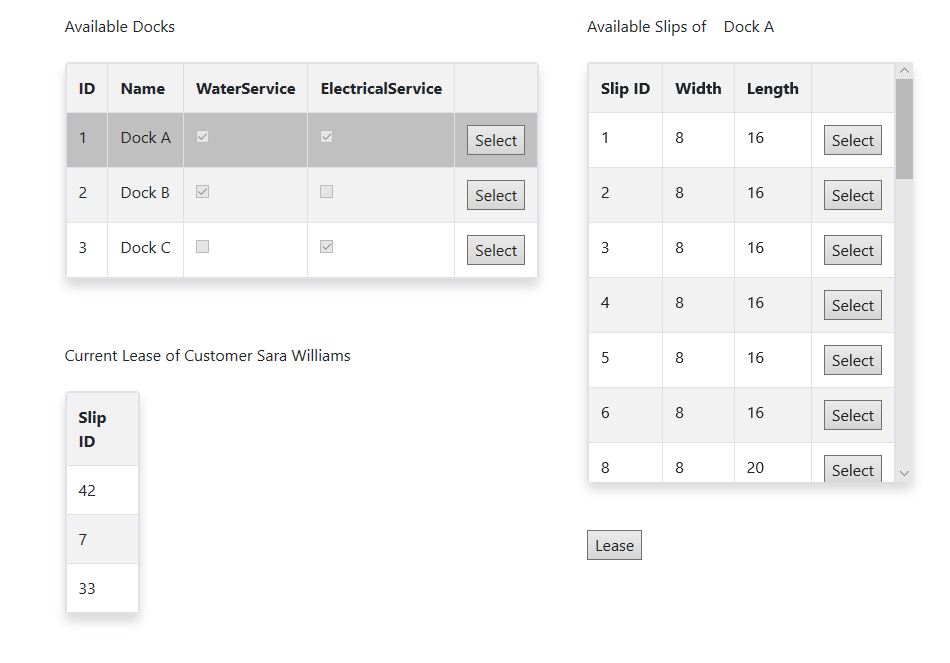 Available Docks
ID Name WaterService ElectricalService
1 Dock A Select
2 Dock B Select
3 Dock C Select
Current Lease of Customer Sara Williams
Slip
ID
42
7
33
Available Slips of Dock A
Slip ID Width Length
1 8 16 Select
2 8 16 Select
3 8 16 Select
4 8 16 Select
5 8 16 Select
6 8 16 Select
8 8 20 Select
Lease